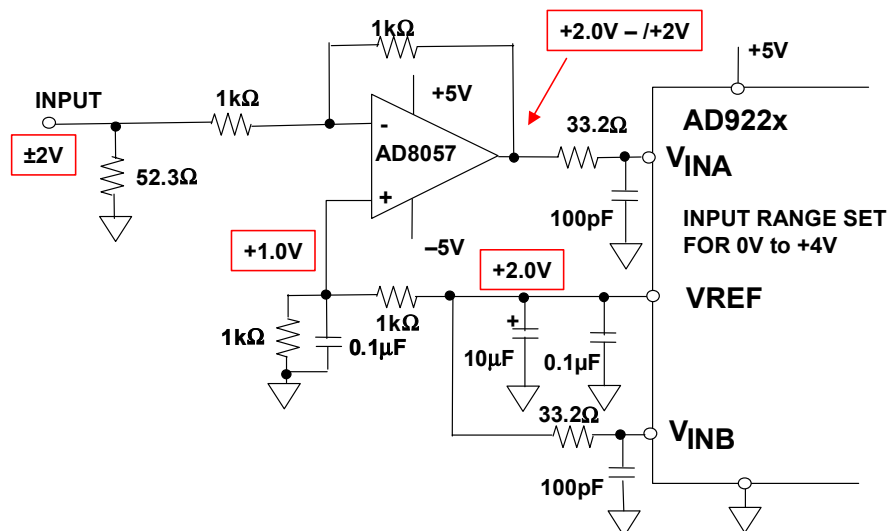 +2.0V – /+2V
1kΩ
+5V
INPUT
1kΩ
+5V
33.2Ω
AD922x
±2V
-
AD8057
VINA
52.3Ω
+
100pF
INPUT RANGE SET
FOR 0V to +4V
+1.0V
–5V
+2.0V
VREF
1kΩ
1kΩ
0.1μF
+
10μF
0.1μF
33.2Ω
VINB
100pF